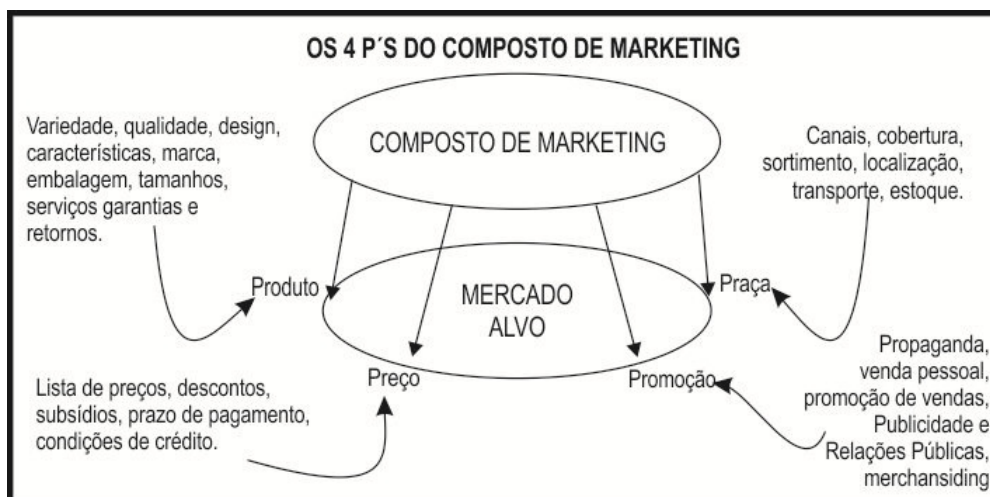 OS 4 P´S DO COMPOSTO DE MARKETING
COMPOSTO DE MARKETING
Variedade, qualidade, design,
características, marca,
embalagem, tamanhos,
serviços garantias e
retornos.
Canais, cobertura,
sortimento, localização,
transporte, estoque.
Produto
MERCADO
ALVO
Praça
Preço
Promoção
Lista de preços, descontos,
subsídios, prazo de pagamento,
condições de crédito.
Propaganda,
venda pessoal,
promoção de vendas,
Publicidade e
Relações Públicas,
merchansiding